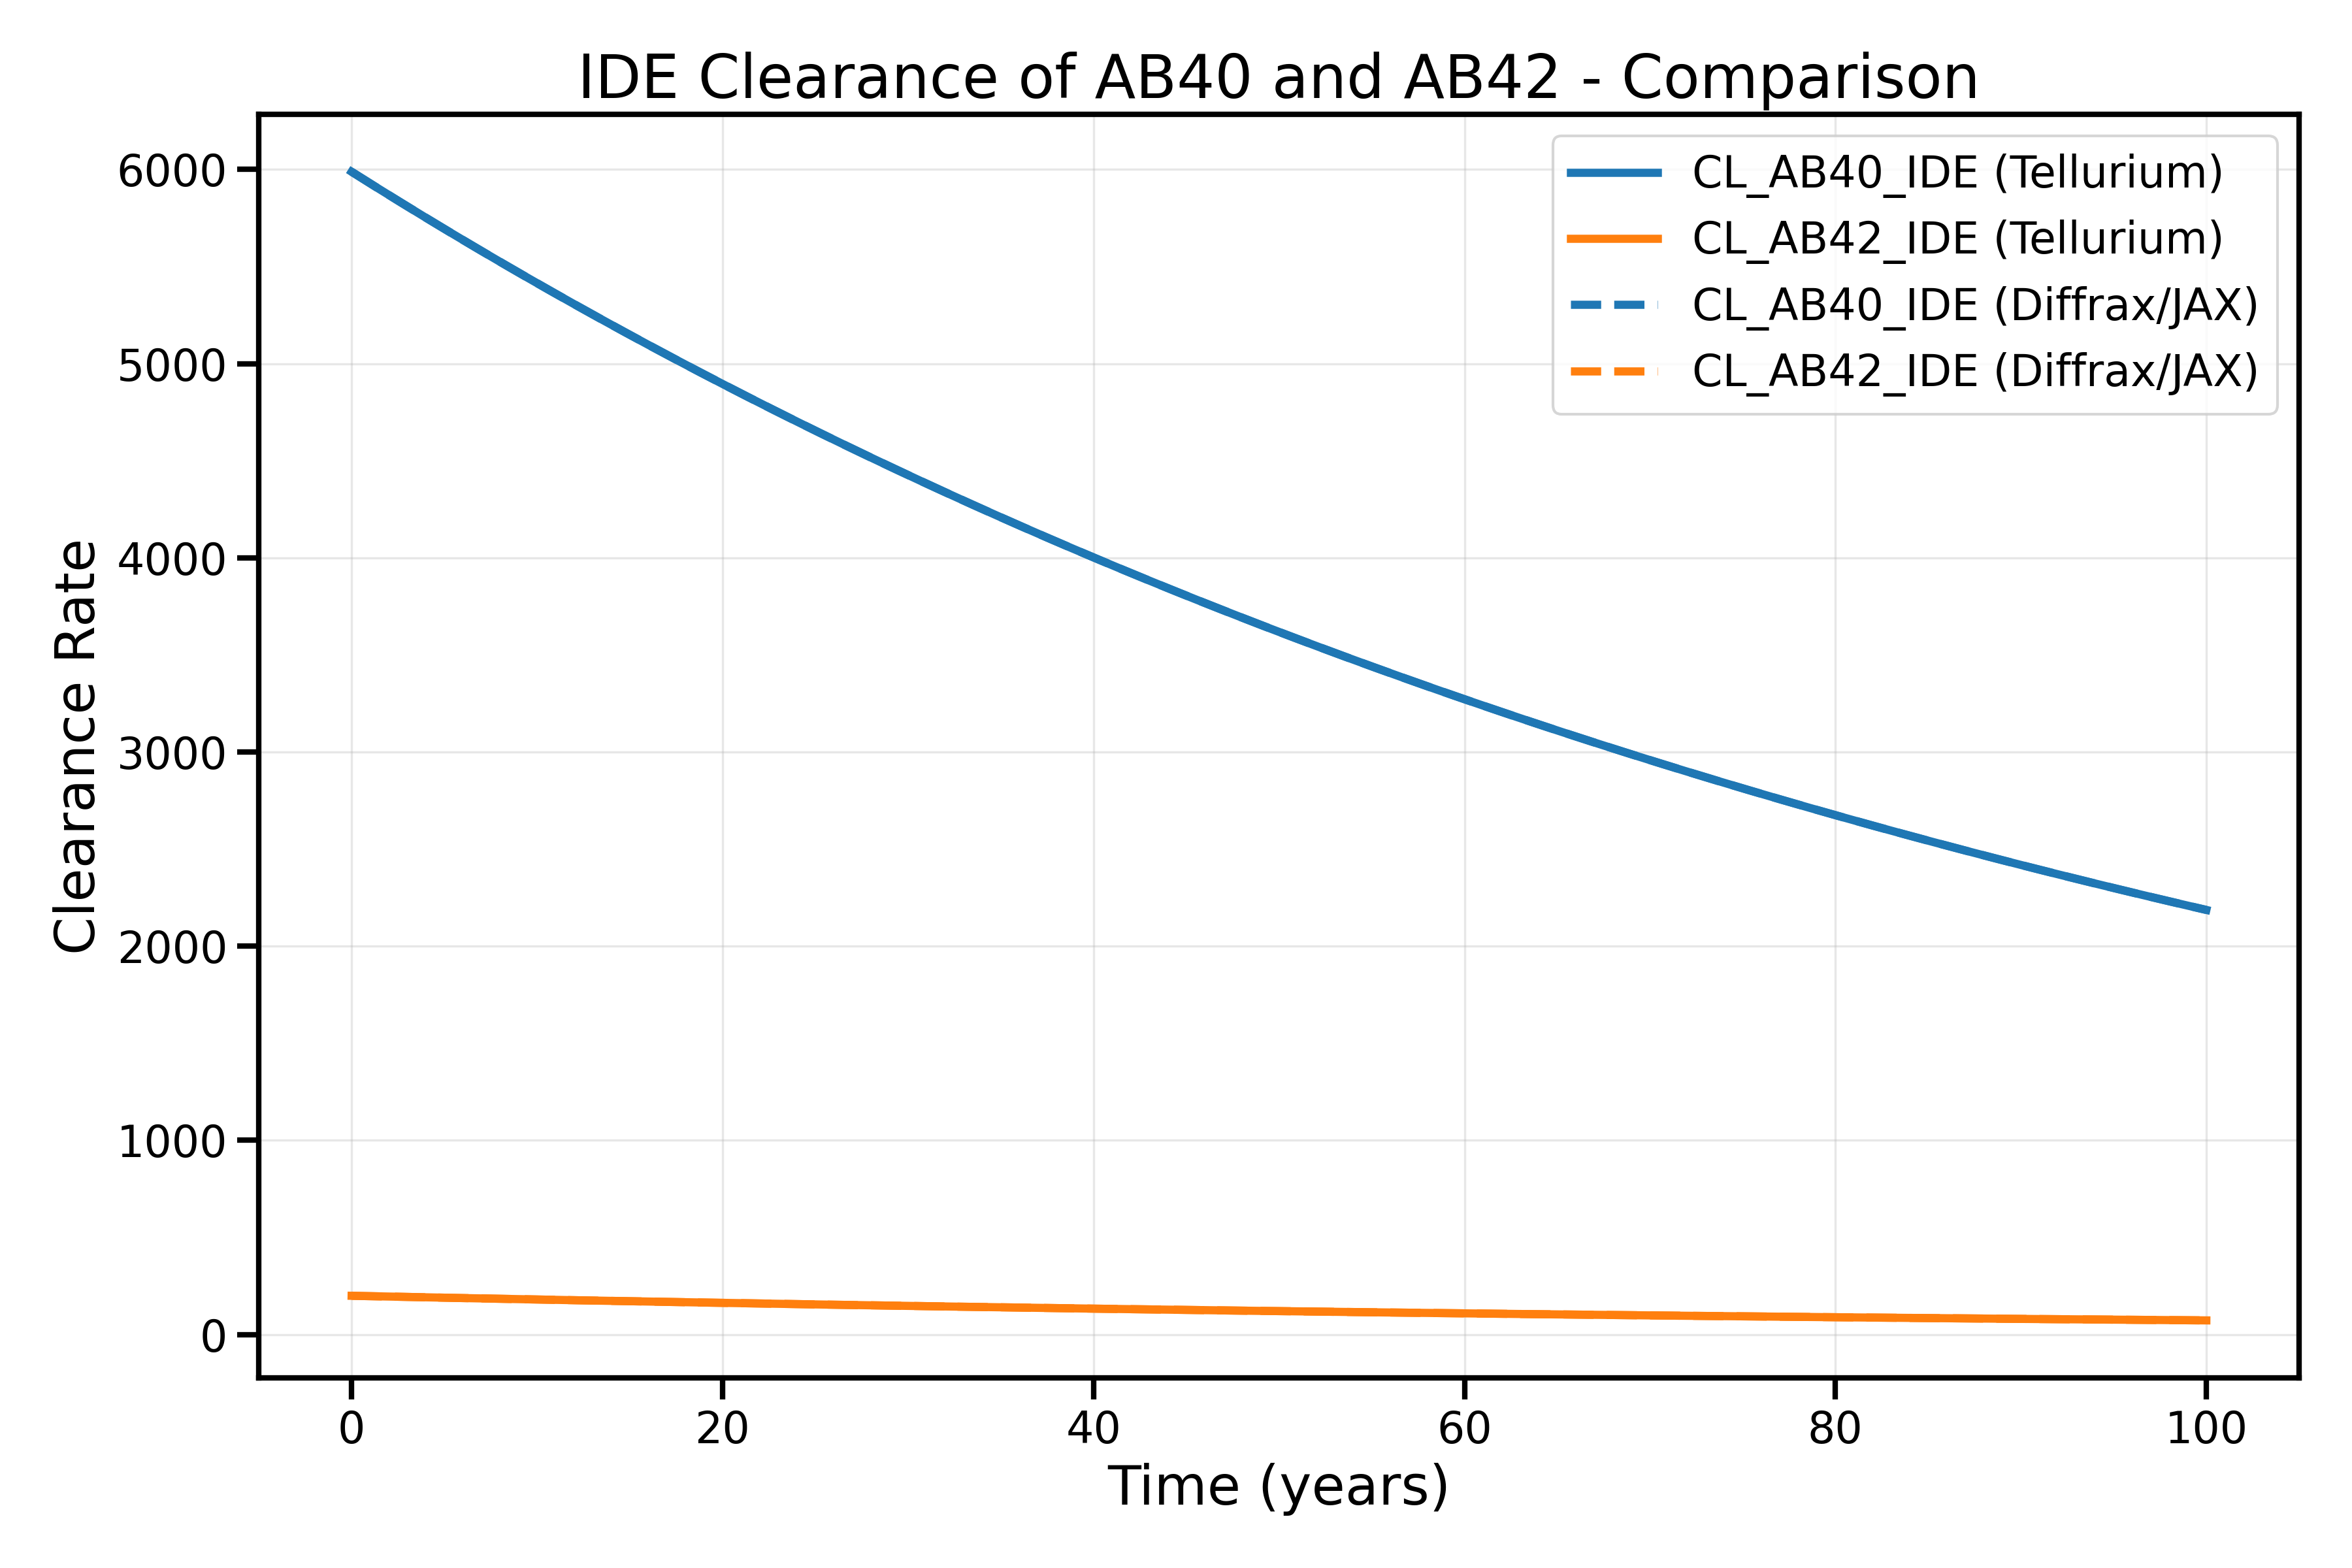 IDE Clearance of AB40 and AB42 - Comparison
CL_AB40_IDE (Tellurium)
CL_AB42_IDE (Tellurium)
CL_AB40_IDE (Diffrax/JAX)
CL_AB42_IDE (Diffrax/JAX)
Clearance Rate
6000
5000
4000
3000
2000
1000
0
0 20 40 60 80 100
Time (years)